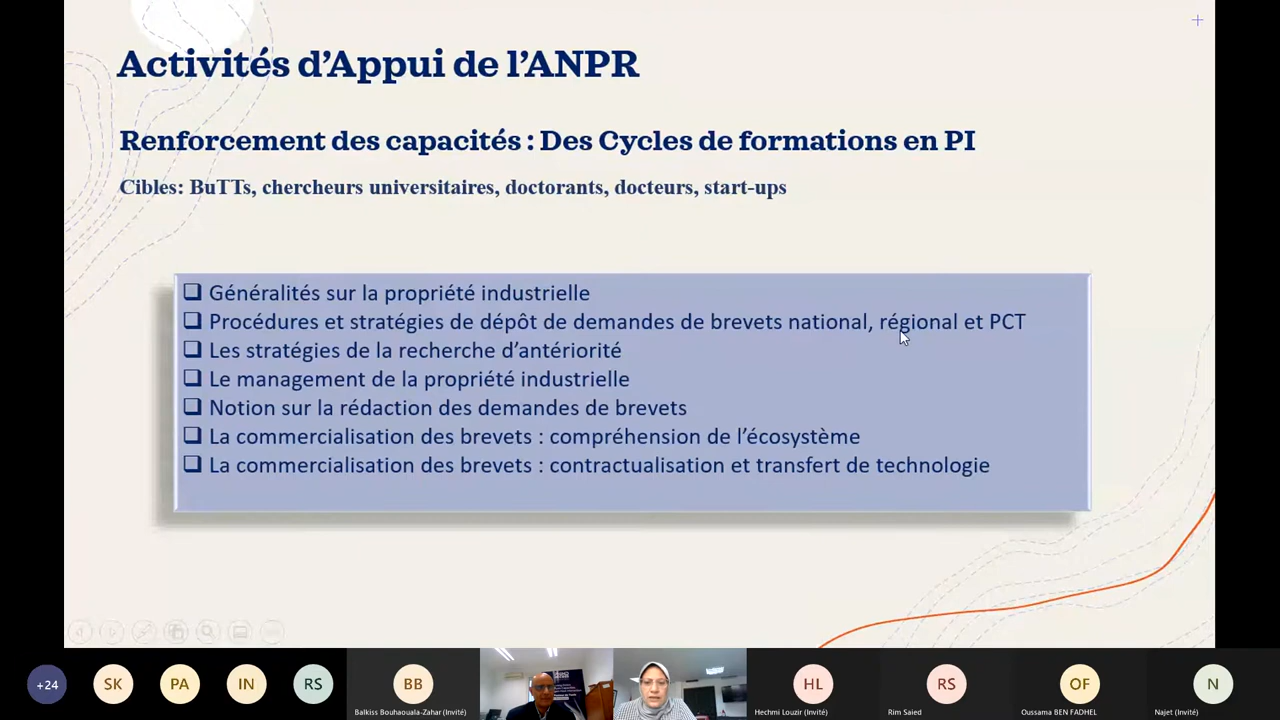 Activités d'Appui de l'ANPR
Renforcement des capacités : Des Cycles de formations en PI
Cibles: BuTTs, chercheurs universitaires, doctorants, docteurs, start-ups
❑ Généralités sur la propriété industrielle
❑ Procédures et stratégies de dépôt de demandes de brevets national, régional et PCT
❑ Les stratégies de la recherche d'antériorité
❑ Le management de la propriété industrielle
❑ Notion sur la rédaction des demandes de brevets
❑ La commercialisation des brevets : compréhension de l'écosystème
❑ La commercialisation des brevets : contractualisation et transfert de technologie
+24 SK PA IN RS BB HL RS OF N
Balkiss Bouhaouala-Zahar (Invité) Hechmi Louzir (Invité) Rim Saied Oussama BEN FADHEL Najet (Invité)